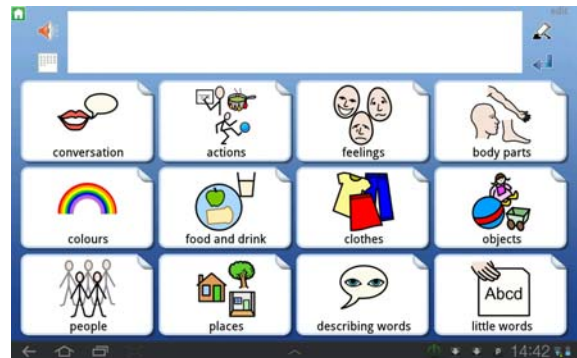 edit
conversation
actions
feelings
body parts
colours
food and drink
clothes
objects
people
places
describing words
Abcd
little words
14:42